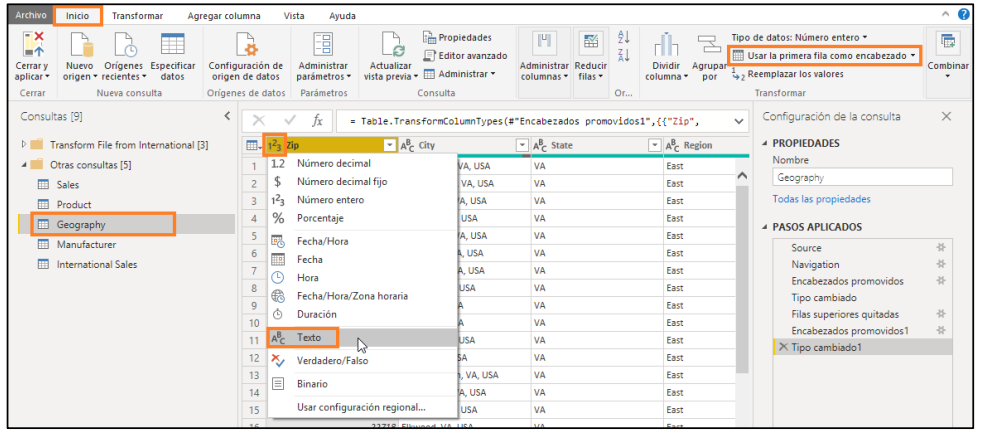 Archivo Inicio Transformar Agregar columna Vista Ayuda
Cerrar y aplicar
Nuevo origen
Orígenes recientes
Especificar datos
Configuración de origen de datos
Administrar parámetros
Actualizar vista previa
Propiedades
Editor avanzado
Administrar
Administrar columnas
Reducir filas
Dividir columna
Agrupar por
Tipo de datos: Número entero
Usar la primera fila como encabezado
Reemplazar los valores
Combinar
Cerrar Nueva consulta Orígenes de datos Parámetros Consulta Or... Transformar
Consultas [9]
Transform File from International [3]
Otras consultas [5]
Sales
Product
Geography
Manufacturer
International Sales
fx = Table.TransformColumnTypes(#"Encabezados promovidos1",{{"Zip",
1²3 Zip ABC City ABC State ABC Region
1 VA, USA VA East
2 VA, USA VA East
3 /A, USA VA East
4 USA VA East
5 /A, USA VA East
6 A, USA VA East
7 A, USA VA East
8 USA VA East
9 A VA East
10 A VA East
11 USA VA East
12 SA VA East
13 n, VA, USA VA East
14 /A, USA VA East
15 USA VA East
16 22718 Elkwood, VA, USA VA East
1.2 Número decimal
$ Número decimal fijo
1²3 Número entero
% Porcentaje
Fecha/Hora
Fecha
Hora
Fecha/Hora/Zona horaria
Duración
ABC Texto
Verdadero/Falso
Binario
Usar configuración regional...
Configuración de la consulta
PROPIEDADES
Nombre
Geography
Todas las propiedades
PASOS APLICADOS
Source
Navigation
Encabezados promovidos
Tipo cambiado
Filas superiores quitadas
Encabezados promovidos1
Tipo cambiado1